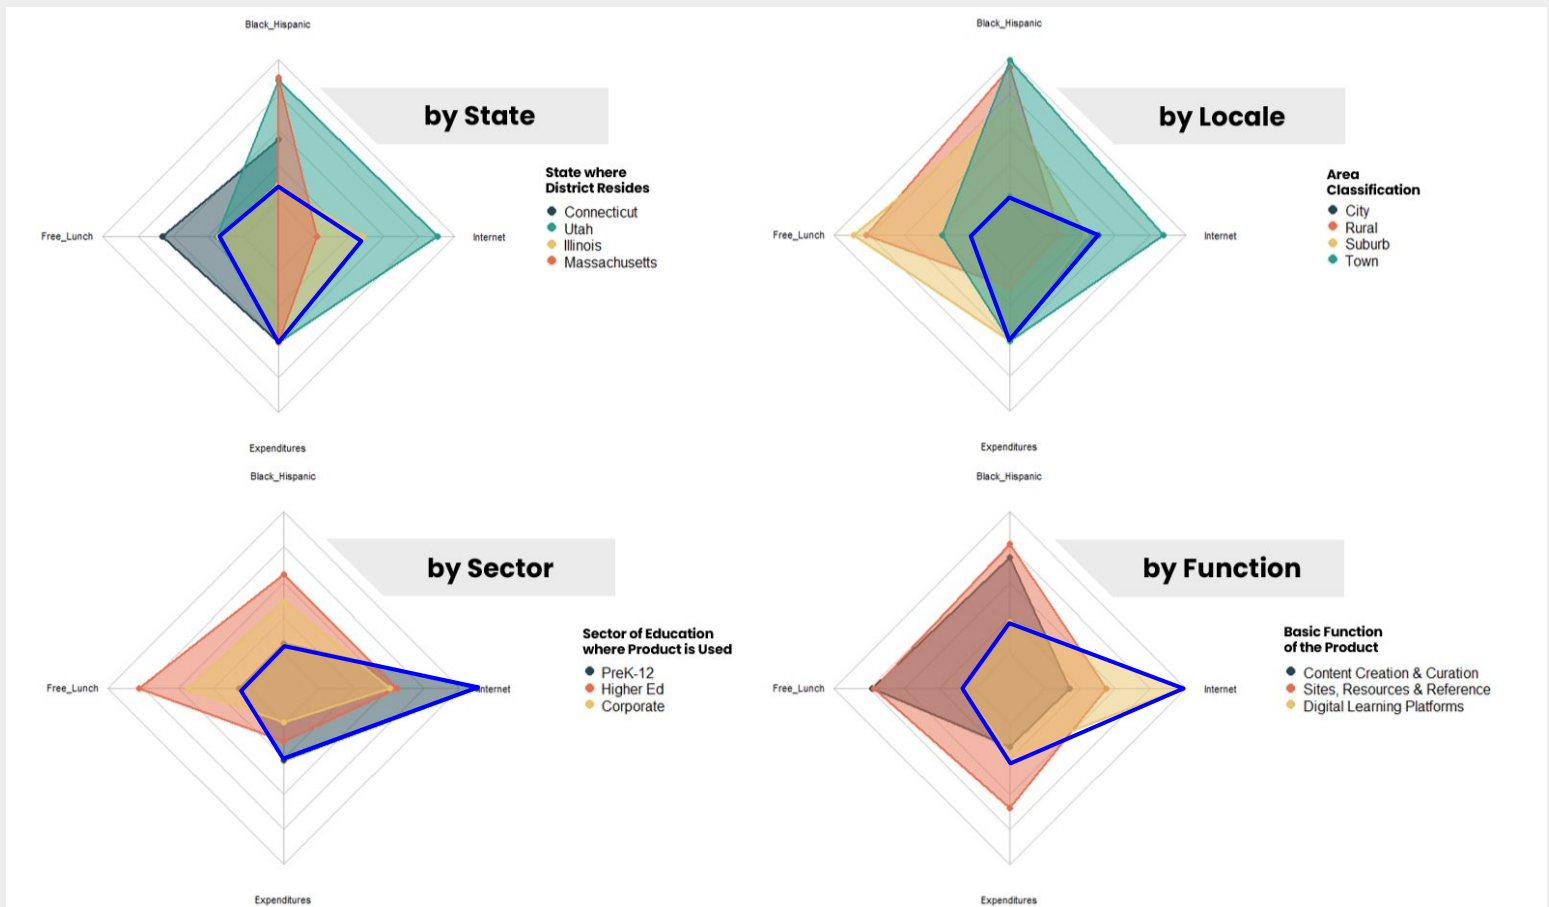 Black_Hispanic
by State
State where
District Resides
Connecticut
Utah
Illinois
Massachusetts
Free_Lunch
Internet
Expenditures
Black_Hispanic
by Locale
Area
Classification
City
Rural
Suburb
Town
Free_Lunch
Internet
Expenditures
Black_Hispanic
by Sector
Sector of Education
where Product is Used
PreK-12
Higher Ed
Corporate
Free_Lunch
Internet
Expenditures
Black_Hispanic
by Function
Basic Function
of the Product
Content Creation & Curation
Sites, Resources & Reference
Digital Learning Platforms
Free_Lunch
Internet
Expenditures